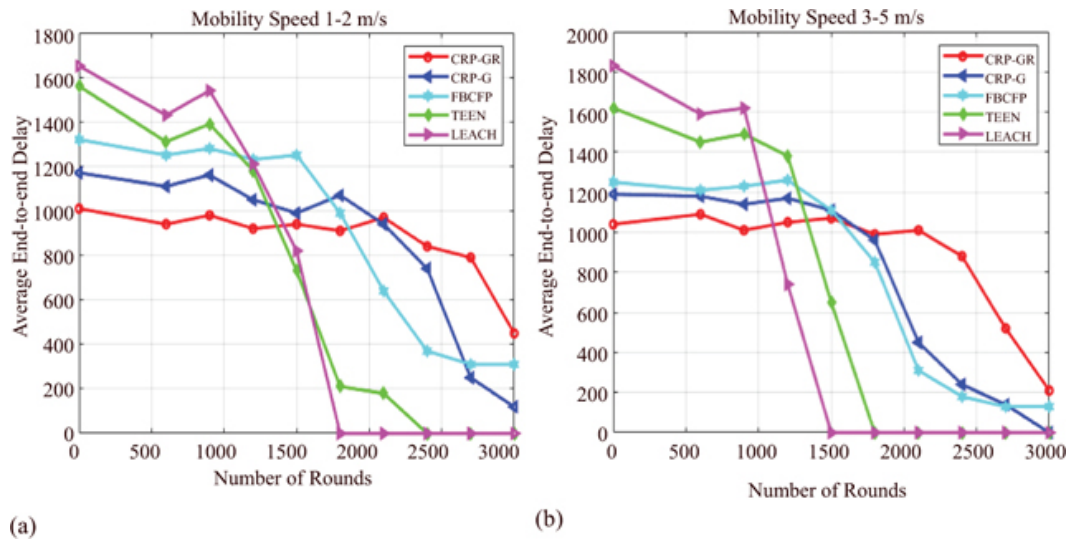 Mobility Speed 1-2 m/s
1800
1600
1400
1200
1000
800
600
400
200
0
Average End-to-end Delay
CRP-GR
CRP-G
FBCFP
TEEN
LEACH
0 500 1000 1500 2000 2500 3000
Number of Rounds
(a)
Mobility Speed 3-5 m/s
2000
1800
1600
1400
1200
1000
800
600
400
200
0
Average End-to-end Delay
CRP-GR
CRP-G
FBCFP
TEEN
LEACH
0 500 1000 1500 2000 2500 3000
Number of Rounds
(b)